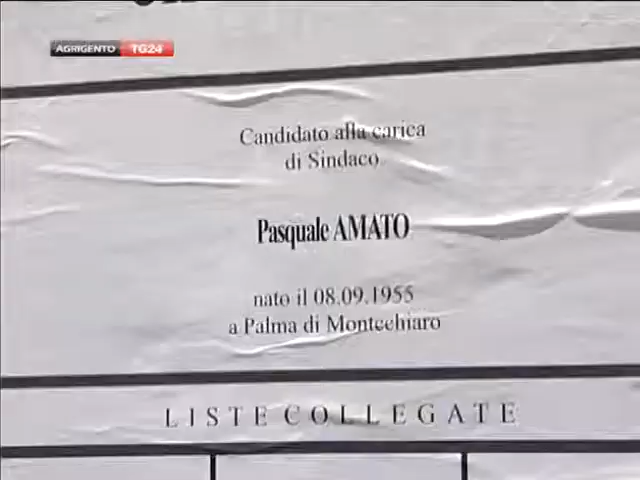 AGRIGENTO TG24
Candidato alla carica
di Sindaco
Pasquale AMATO
nato il 08.09.1955
a Palma di Montechiaro
LISTE COLLEGATE